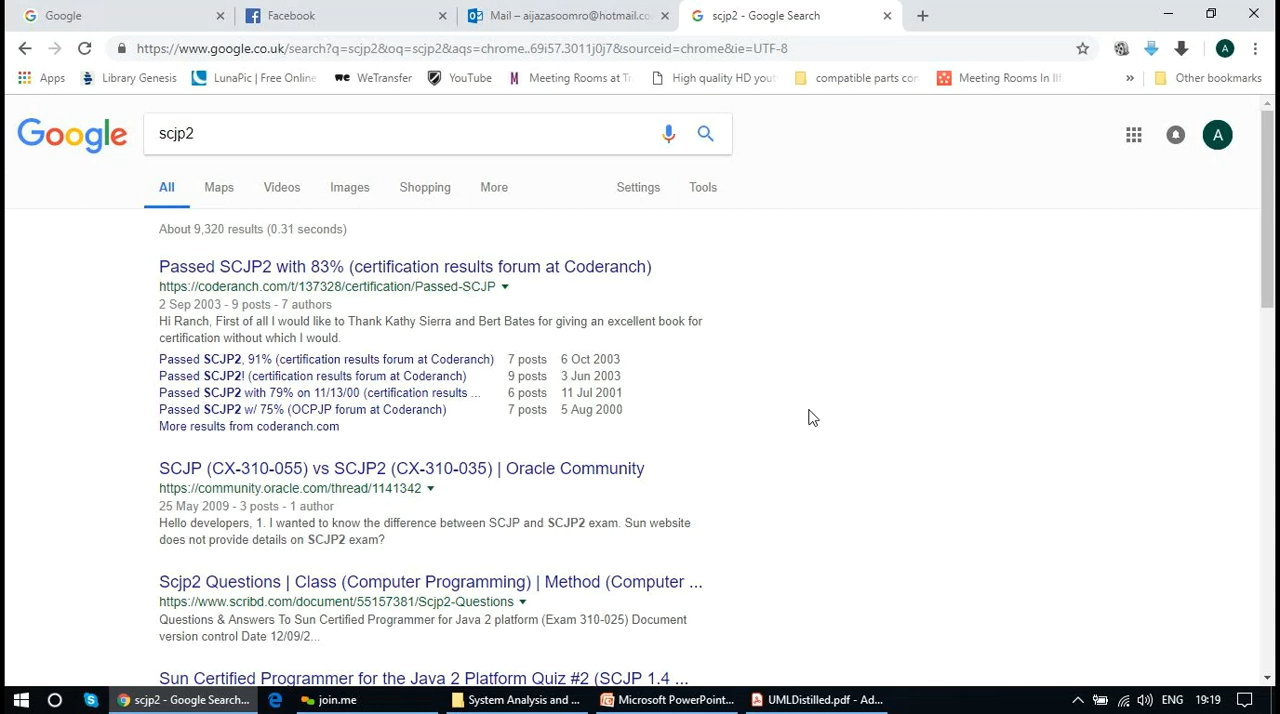 Google
Facebook
Mail – aijazasoomro@hotmail.co
scjp2 - Google Search
https://www.google.co.uk/search?q=scjp2&oq=scjp2&aqs=chrome..69i57.3011j0j7&sourceid=chrome&ie=UTF-8
A
Apps
Library Genesis
LunaPic | Free Online
WeTransfer
YouTube
Meeting Rooms at Tr
High quality HD yout
compatible parts con
Meeting Rooms In Ilf
»
Other bookmarks
Google
scjp2
A
All
Maps
Videos
Images
Shopping
More
Settings
Tools
About 9,320 results (0.31 seconds)
Passed SCJP2 with 83% (certification results forum at Coderanch)
https://coderanch.com/t/137328/certification/Passed-SCJP
2 Sep 2003 - 9 posts - 7 authors
Hi Ranch, First of all I would like to Thank Kathy Sierra and Bert Bates for giving an excellent book for
certification without which I would.
Passed SCJP2, 91% (certification results forum at Coderanch) 7 posts 6 Oct 2003
Passed SCJP2! (certification results forum at Coderanch) 9 posts 3 Jun 2003
Passed SCJP2 with 79% on 11/13/00 (certification results ... 6 posts 11 Jul 2001
Passed SCJP2 w/ 75% (OCPJP forum at Coderanch) 7 posts 5 Aug 2000
More results from coderanch.com
SCJP (CX-310-055) vs SCJP2 (CX-310-035) | Oracle Community
https://community.oracle.com/thread/1141342
25 May 2009 - 3 posts - 1 author
Hello developers, 1. I wanted to know the difference between SCJP and SCJP2 exam. Sun website
does not provide details on SCJP2 exam?
Scjp2 Questions | Class (Computer Programming) | Method (Computer ...
https://www.scribd.com/document/55157381/Scjp2-Questions
Questions & Answers To Sun Certified Programmer for Java 2 platform (Exam 310-025) Document
version control Date 12/09/2...
Sun Certified Programmer for the Java 2 Platform Quiz #2 (SCJP 1.4 ...
scjp2 - Google Search...
join.me
System Analysis and ...
Microsoft PowerPoint...
UMLDistilled.pdf - Ad...
ENG
19:19